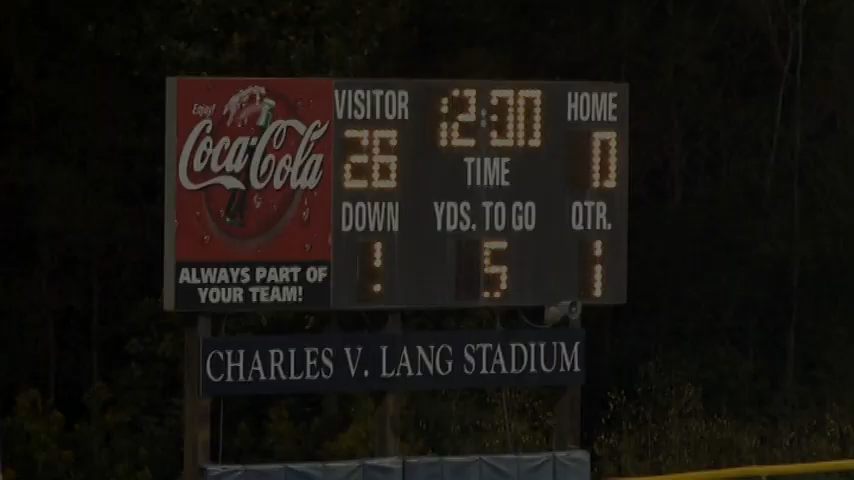 Enjoy!
Coca-Cola
ALWAYS PART OF
YOUR TEAM!
VISITOR
26
12:00
TIME
HOME
0
DOWN
1
YDS. TO GO
5
QTR.
1
CHARLES V. LANG STADIUM